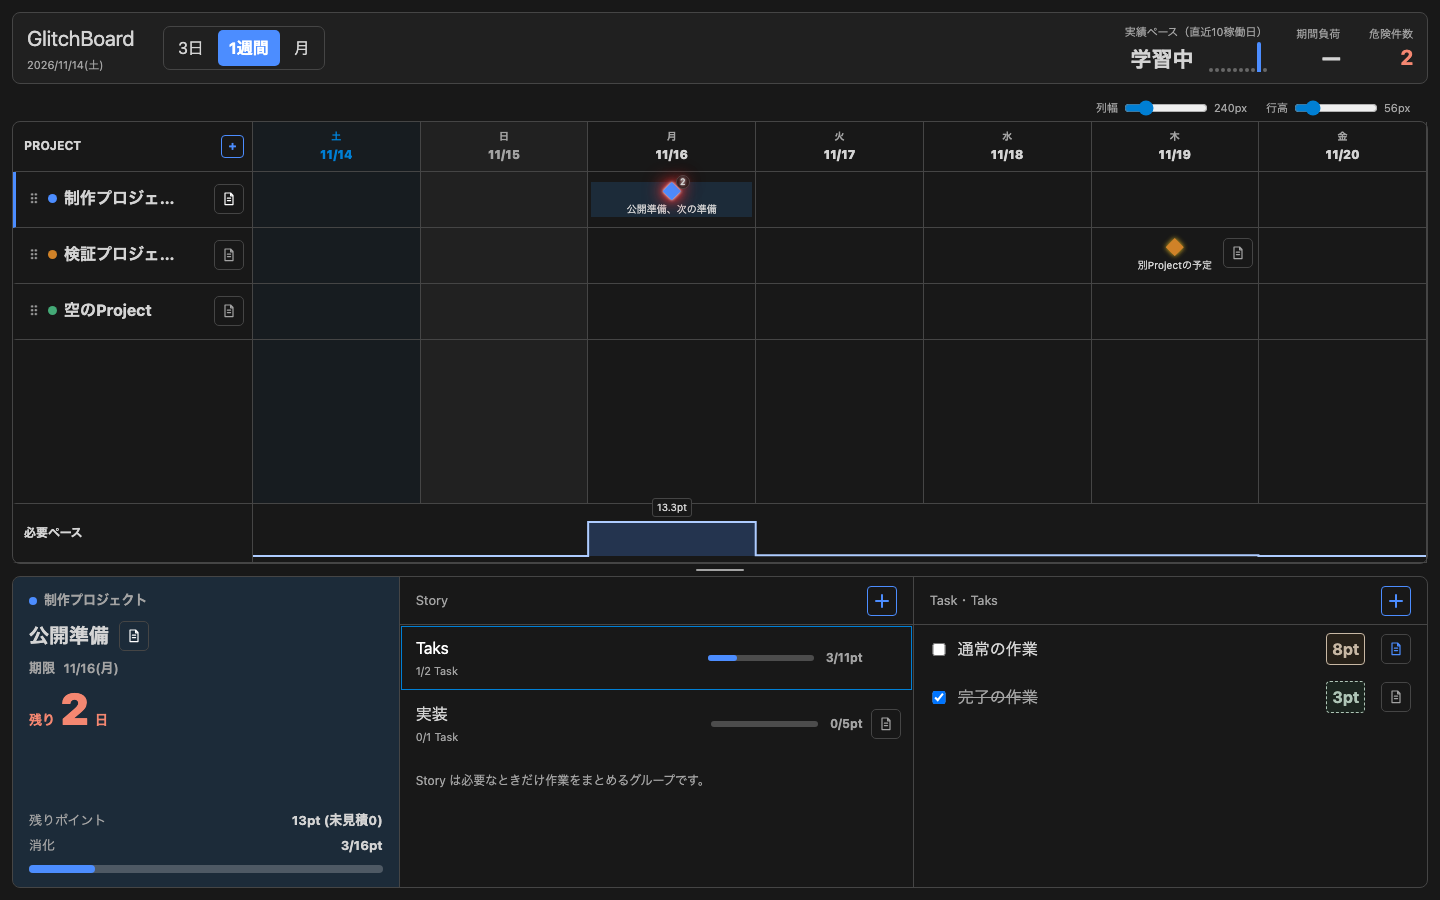 GlitchBoard
2026/11/14(土)
3日 1週間 月
実績ペース（直近10稼働日） 期間負荷 危険件数
学習中 — 2
列幅 240px 行高 56px
PROJECT +
土 日 月 火 水 木 金
11/14 11/15 11/16 11/17 11/18 11/19 11/20
制作プロジェ...
2
公開準備、次の準備
検証プロジェ...
別Projectの予定
空のProject
13.3pt
必要ペース
制作プロジェクト
公開準備
期限 11/16(月)
残り 2 日
残りポイント 13pt (未見積0)
消化 3/16pt
Story +
Taks
1/2 Task
3/11pt
実装
0/1 Task
0/5pt
Story は必要なときだけ作業をまとめるグループです。
Task・Taks +
通常の作業 8pt
完了の作業 3pt